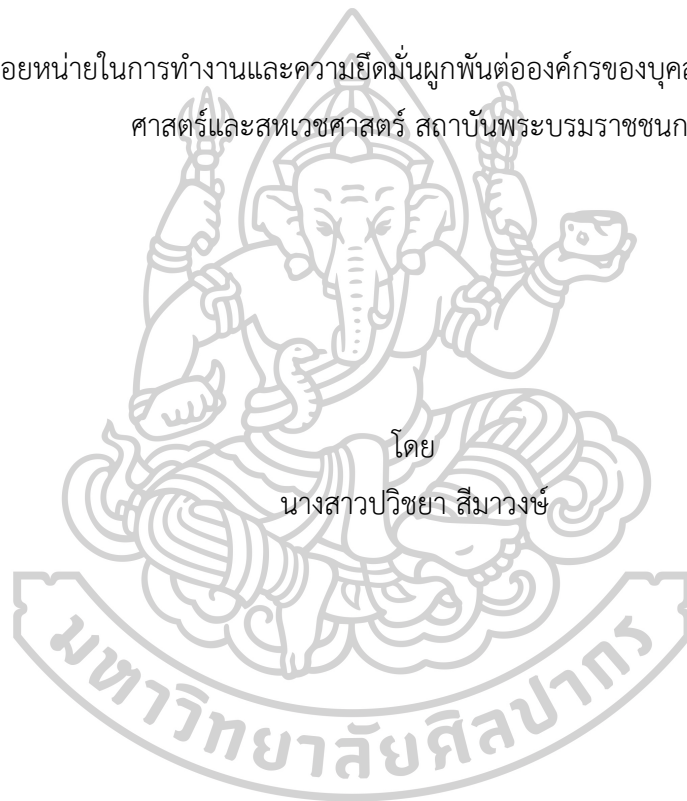 อยหน่ายในการทำงานและความยึดมั่นผูกพันต่อองค์กรของบุคล
ศาสตร์และสหเวชศาสตร์ สถาบันพระบรมราชชนก
โดย
นางสาวปวิชยา สีมาวงษ์
มหาวิทยาลัยศิลปากร